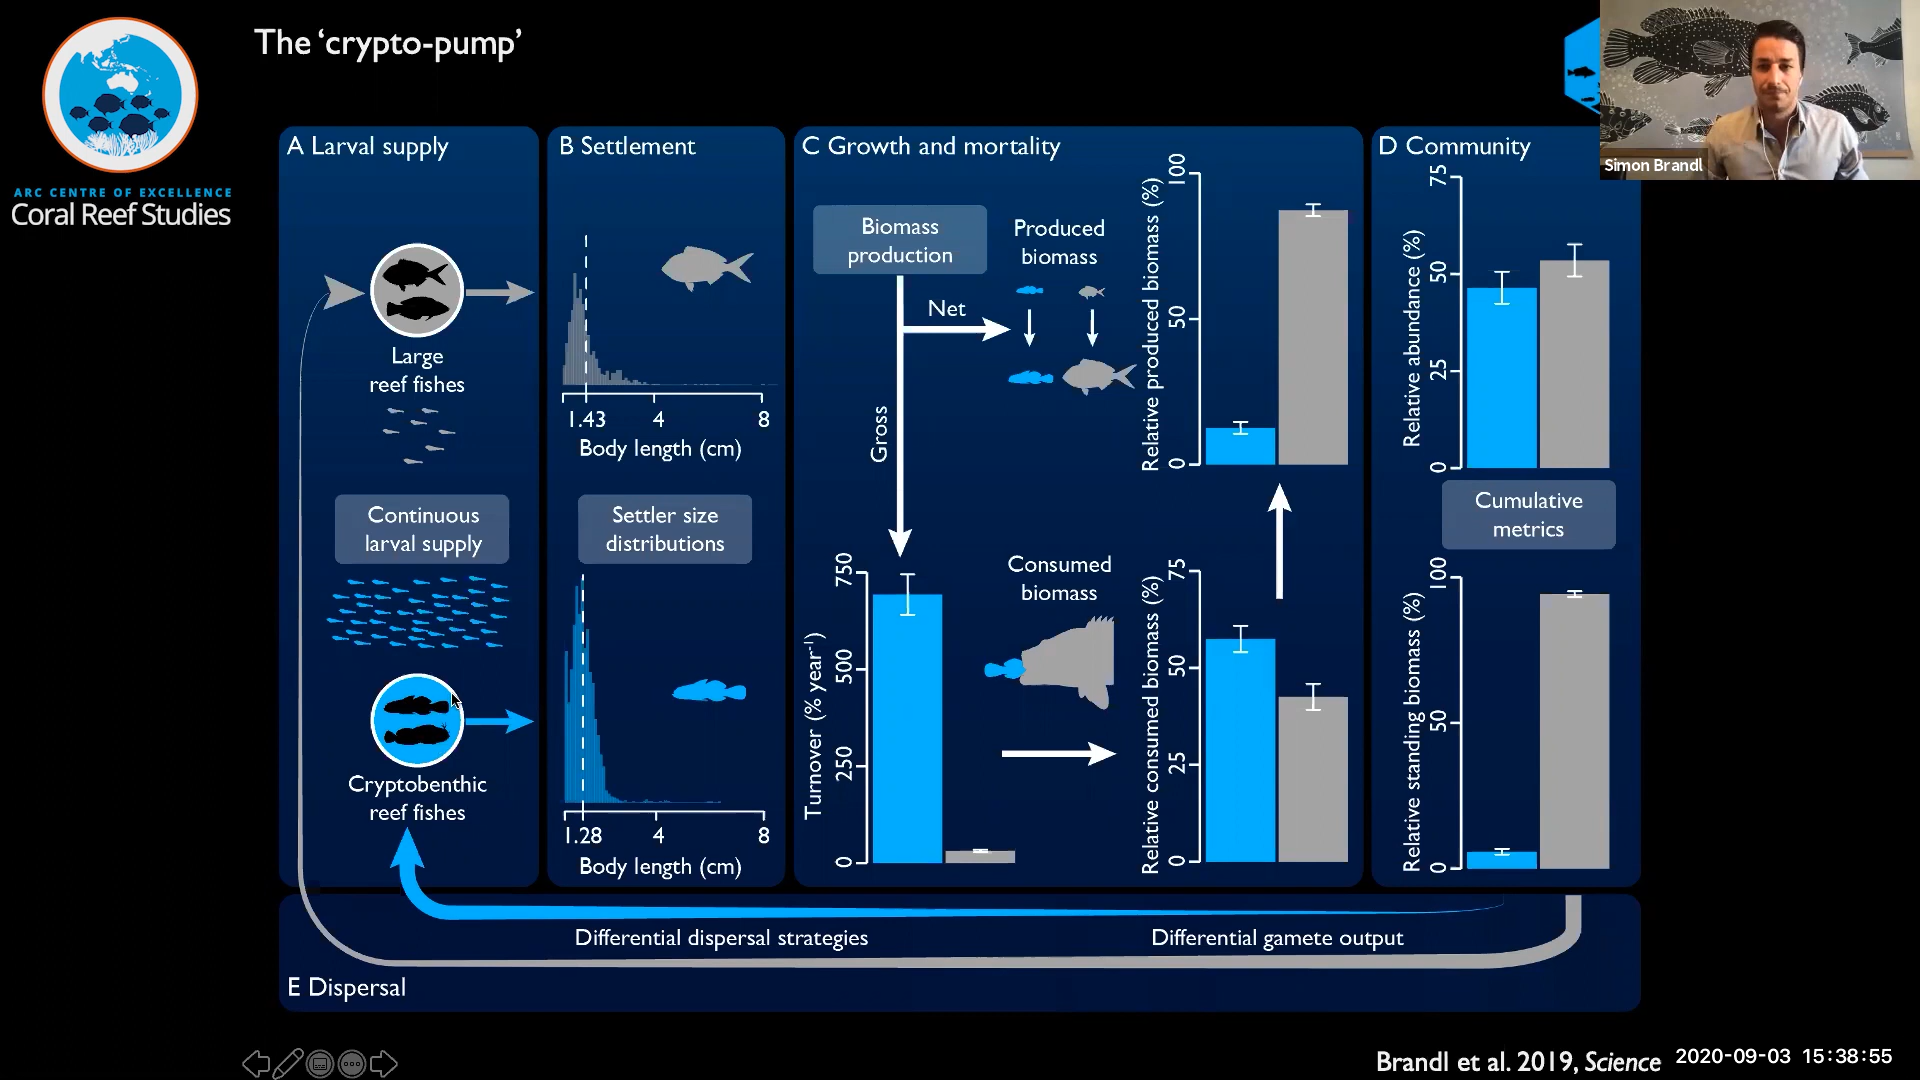 The ‘crypto-pump’
ARC CENTRE OF EXCELLENCE
Coral Reef Studies
Simon Brandl
A Larval supply
Large
reef fishes
Continuous
larval supply
Cryptobenthic
reef fishes
B Settlement
1.43 4 8
Body length (cm)
Settler size
distributions
1.28 4 8
Body length (cm)
C Growth and mortality
Biomass
production
Net
Gross
Produced
biomass
Relative produced biomass (%)
100
50
0
Turnover (% year⁻¹)
750
500
250
0
Consumed
biomass
Relative consumed biomass (%)
75
50
25
0
D Community
Relative abundance (%)
75
50
25
0
Cumulative
metrics
Relative standing biomass (%)
100
50
0
Differential dispersal strategies
Differential gamete output
E Dispersal
Brandl et al. 2019, Science
2020-09-03 15:38:55